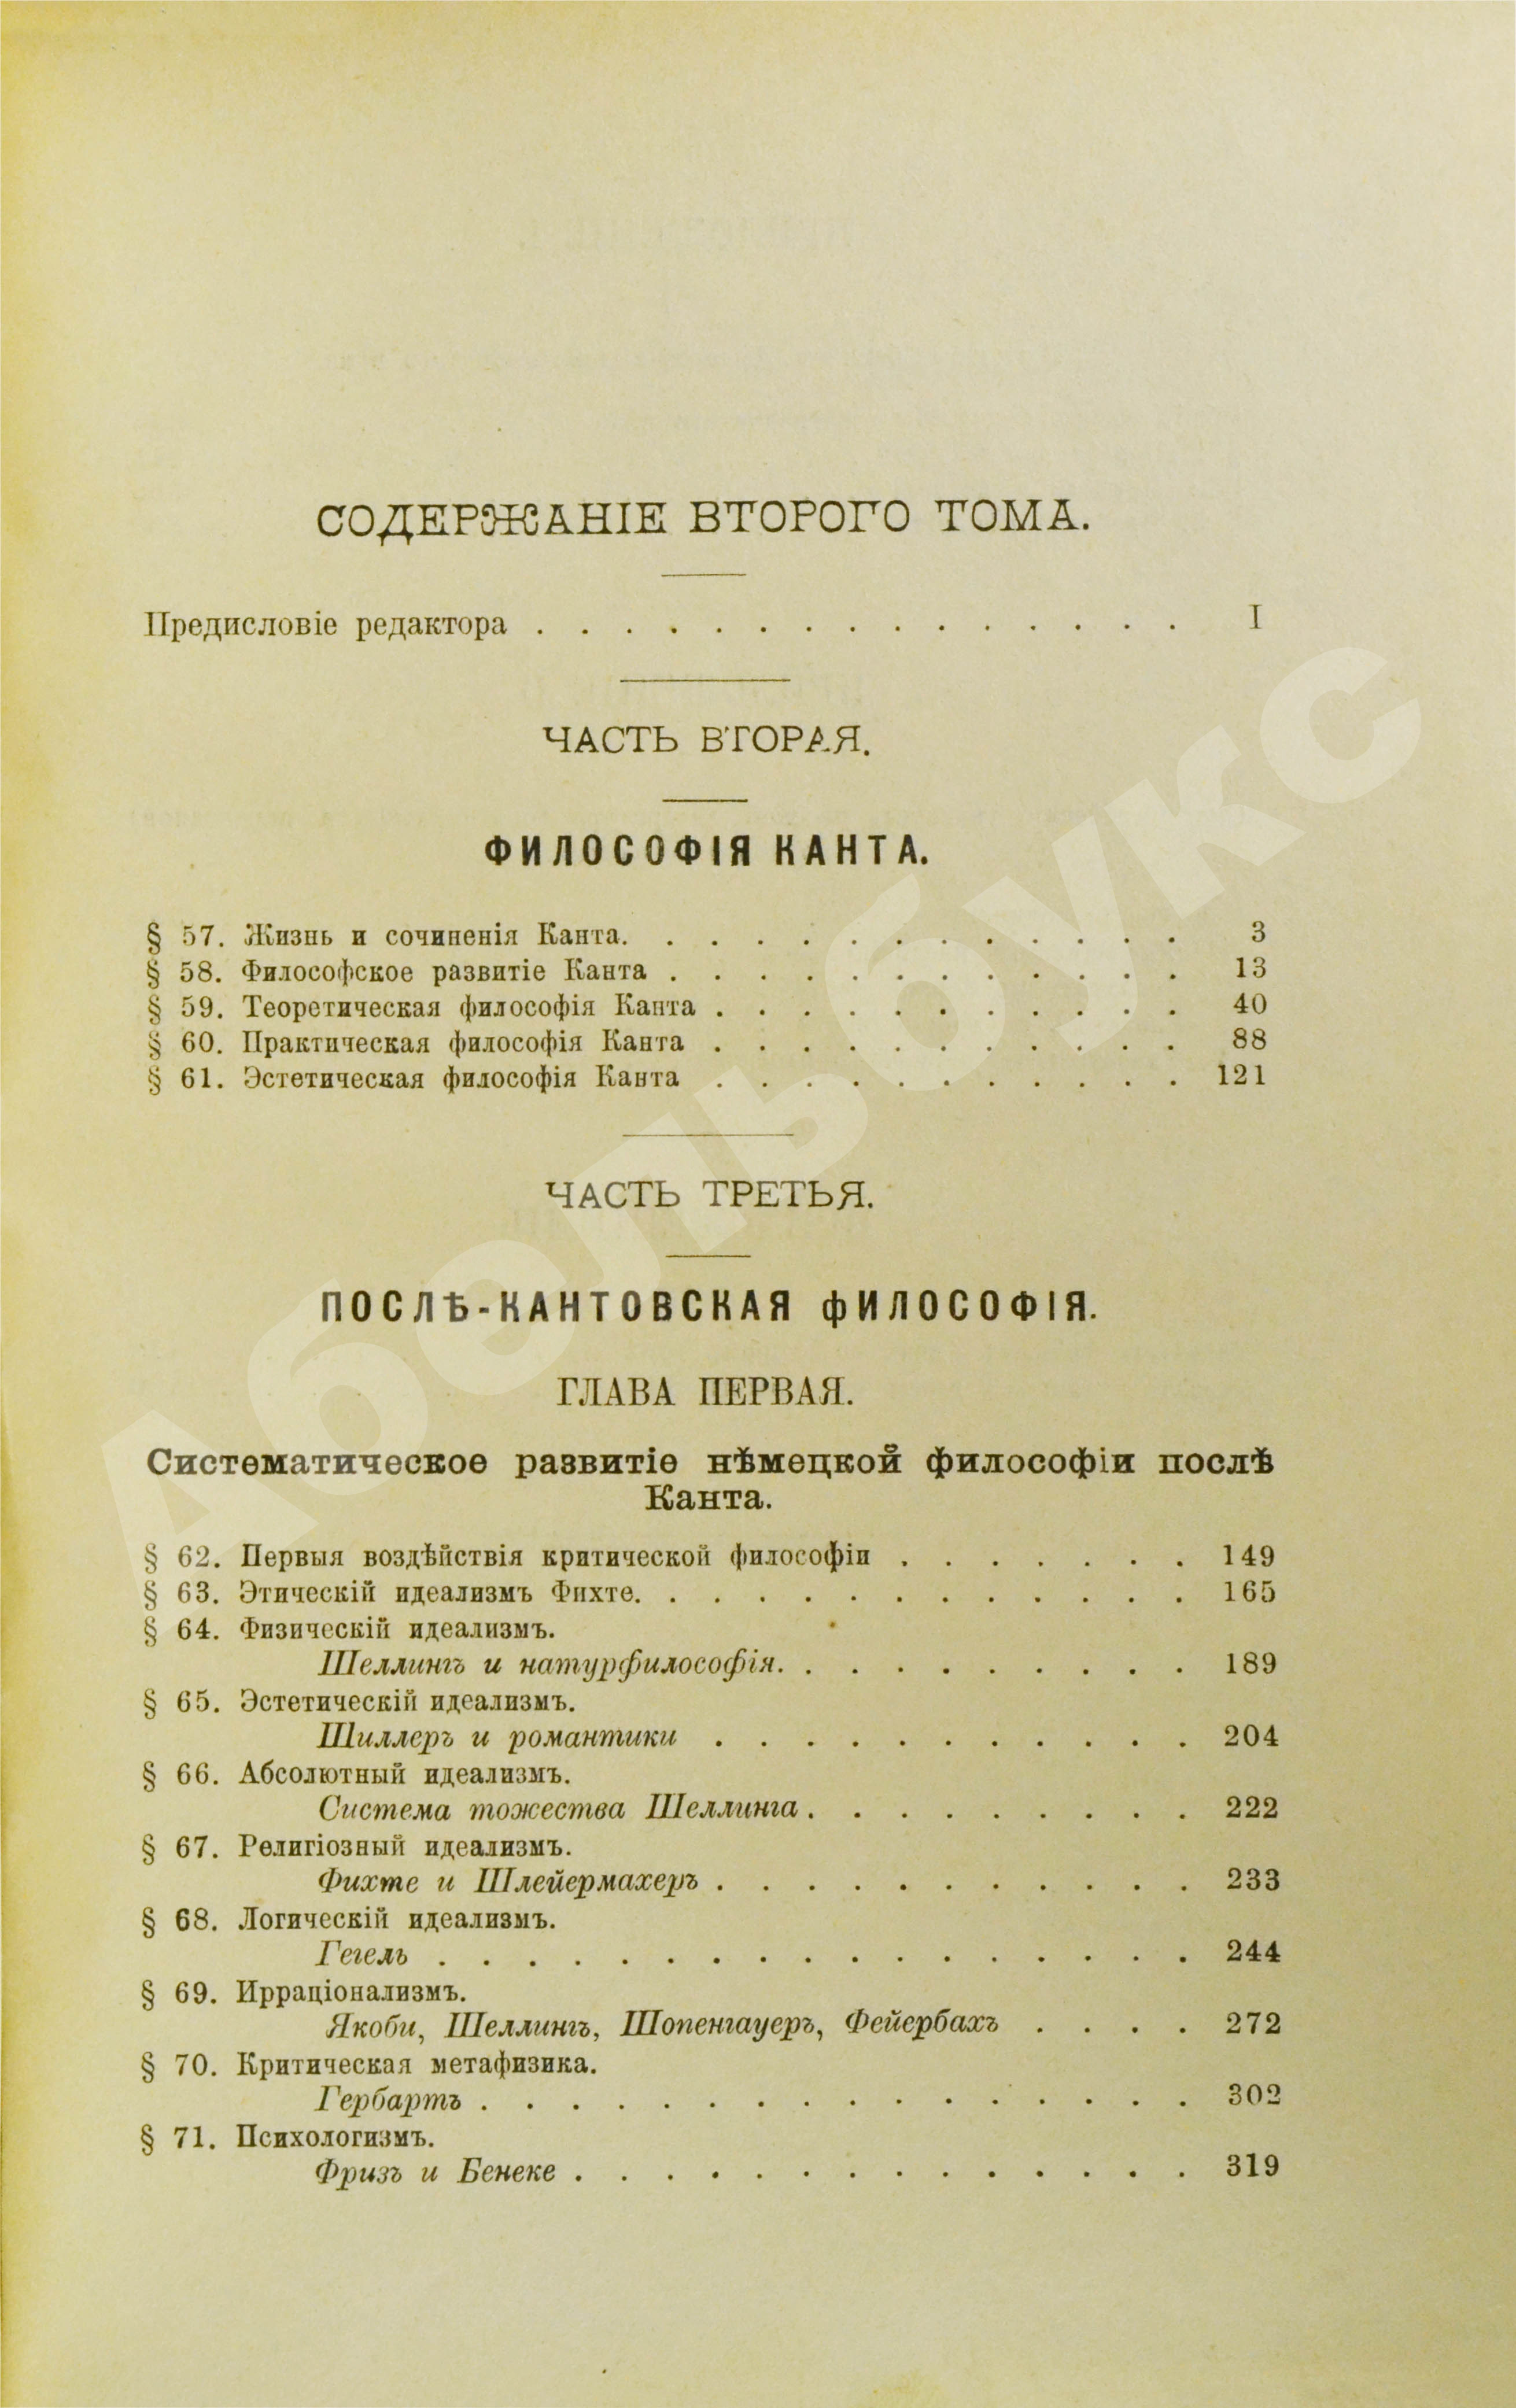 СОДЕРЖАНІЕ ВТОРОГО ТОМА.
Предисловіе редактора . . . . . . . . . . . . . . . I
ЧАСТЬ ВТОРАЯ.
ФИЛОСОФІЯ КАНТА.
§ 57. Жизнь и сочиненія Канта. . . . . . . . . . . . . 3
§ 58. Философское развитіе Канта . . . . . . . . . . . . 13
§ 59. Теоретическая философія Канта . . . . . . . . . . . 40
§ 60. Практическая философія Канта . . . . . . . . . . . 88
§ 61. Эстетическая философія Канта . . . . . . . . . . . 121
ЧАСТЬ ТРЕТЬЯ.
ПОСЛѢ-КАНТОВСКАЯ ФИЛОСОФІЯ.
ГЛАВА ПЕРВАЯ.
Систематическое развитіе нѣмецкой философіи послѣ
Канта.
§ 62. Первыя воздѣйствія критической философіи . . . . . . . 149
§ 63. Этическій идеализмъ Фихте. . . . . . . . . . . . . 165
§ 64. Физическій идеализмъ.
Шеллингъ и натурфилософія. . . . . . . . . . 189
§ 65. Эстетическій идеализмъ.
Шиллеръ и романтики . . . . . . . . . . . 204
§ 66. Абсолютный идеализмъ.
Система тожества Шеллинга . . . . . . . . . 222
§ 67. Религіозный идеализмъ.
Фихте и Шлейермахеръ . . . . . . . . . . . 233
§ 68. Логическій идеализмъ.
Гегель . . . . . . . . . . . . . . . . . 244
§ 69. Ирраціонализмъ.
Якоби, Шеллингъ, Шопенгауеръ, Фейербахъ . . . . 272
§ 70. Критическая метафизика.
Гербартъ . . . . . . . . . . . . . . . . 302
§ 71. Психологизмъ.
Фризъ и Бенеке . . . . . . . . . . . . . . 319
Абольбукс